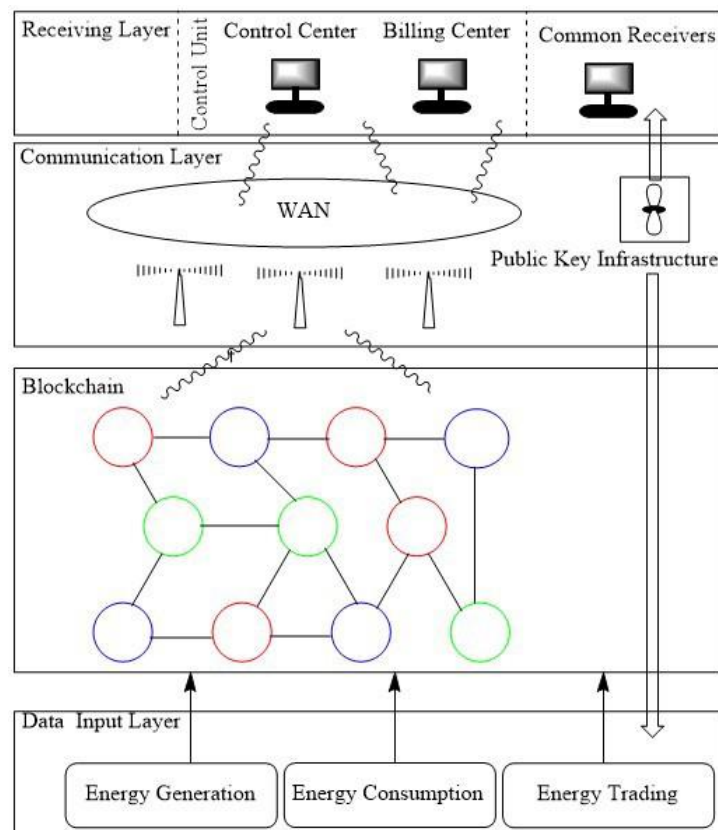 Receiving Layer
Control Unit
Control Center
Billing Center
Common Receivers
Communication Layer
WAN
Public Key Infrastructure
Blockchain
Data Input Layer
Energy Generation
Energy Consumption
Energy Trading